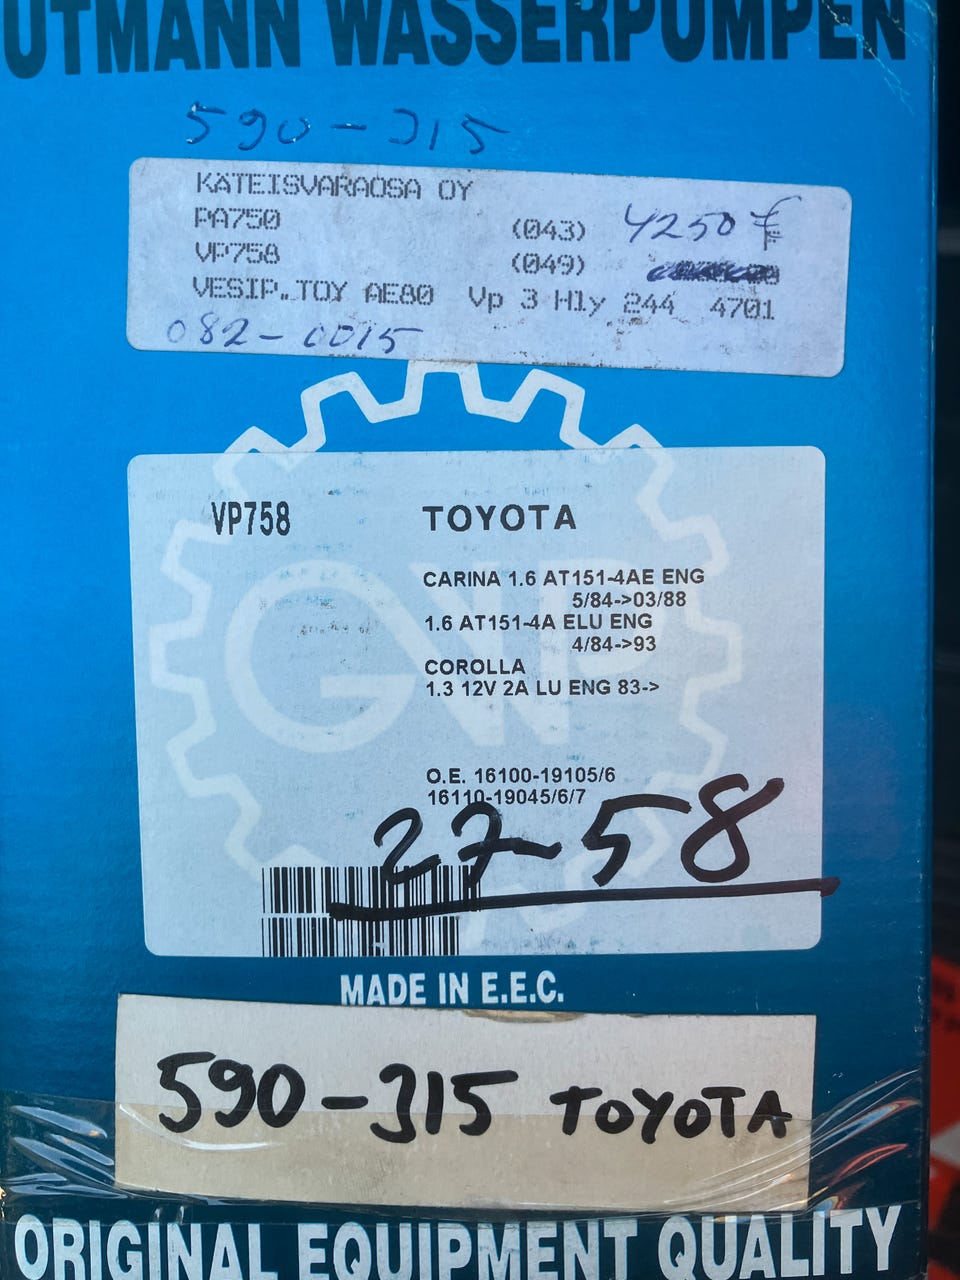 UTMANN WASSERPUMPEN
590-315
KÄTEISVARAOSA OY
PA750 (043) 4250 £
VP758 (049)
VESIP..TOY AE80 Vp 3 Hly 244 4701
082-0015
VP758 TOYOTA
CARINA 1.6 AT151-4AE ENG
5/84->03/88
1.6 AT151-4A ELU ENG
4/84->93
COROLLA
1.3 12V 2A LU ENG 83->
GWP
O.E. 16100-19105/6
16110-19045/6/7
27-58
MADE IN E.E.C.
590-315 TOYOTA
ORIGINAL EQUIPMENT QUALITY